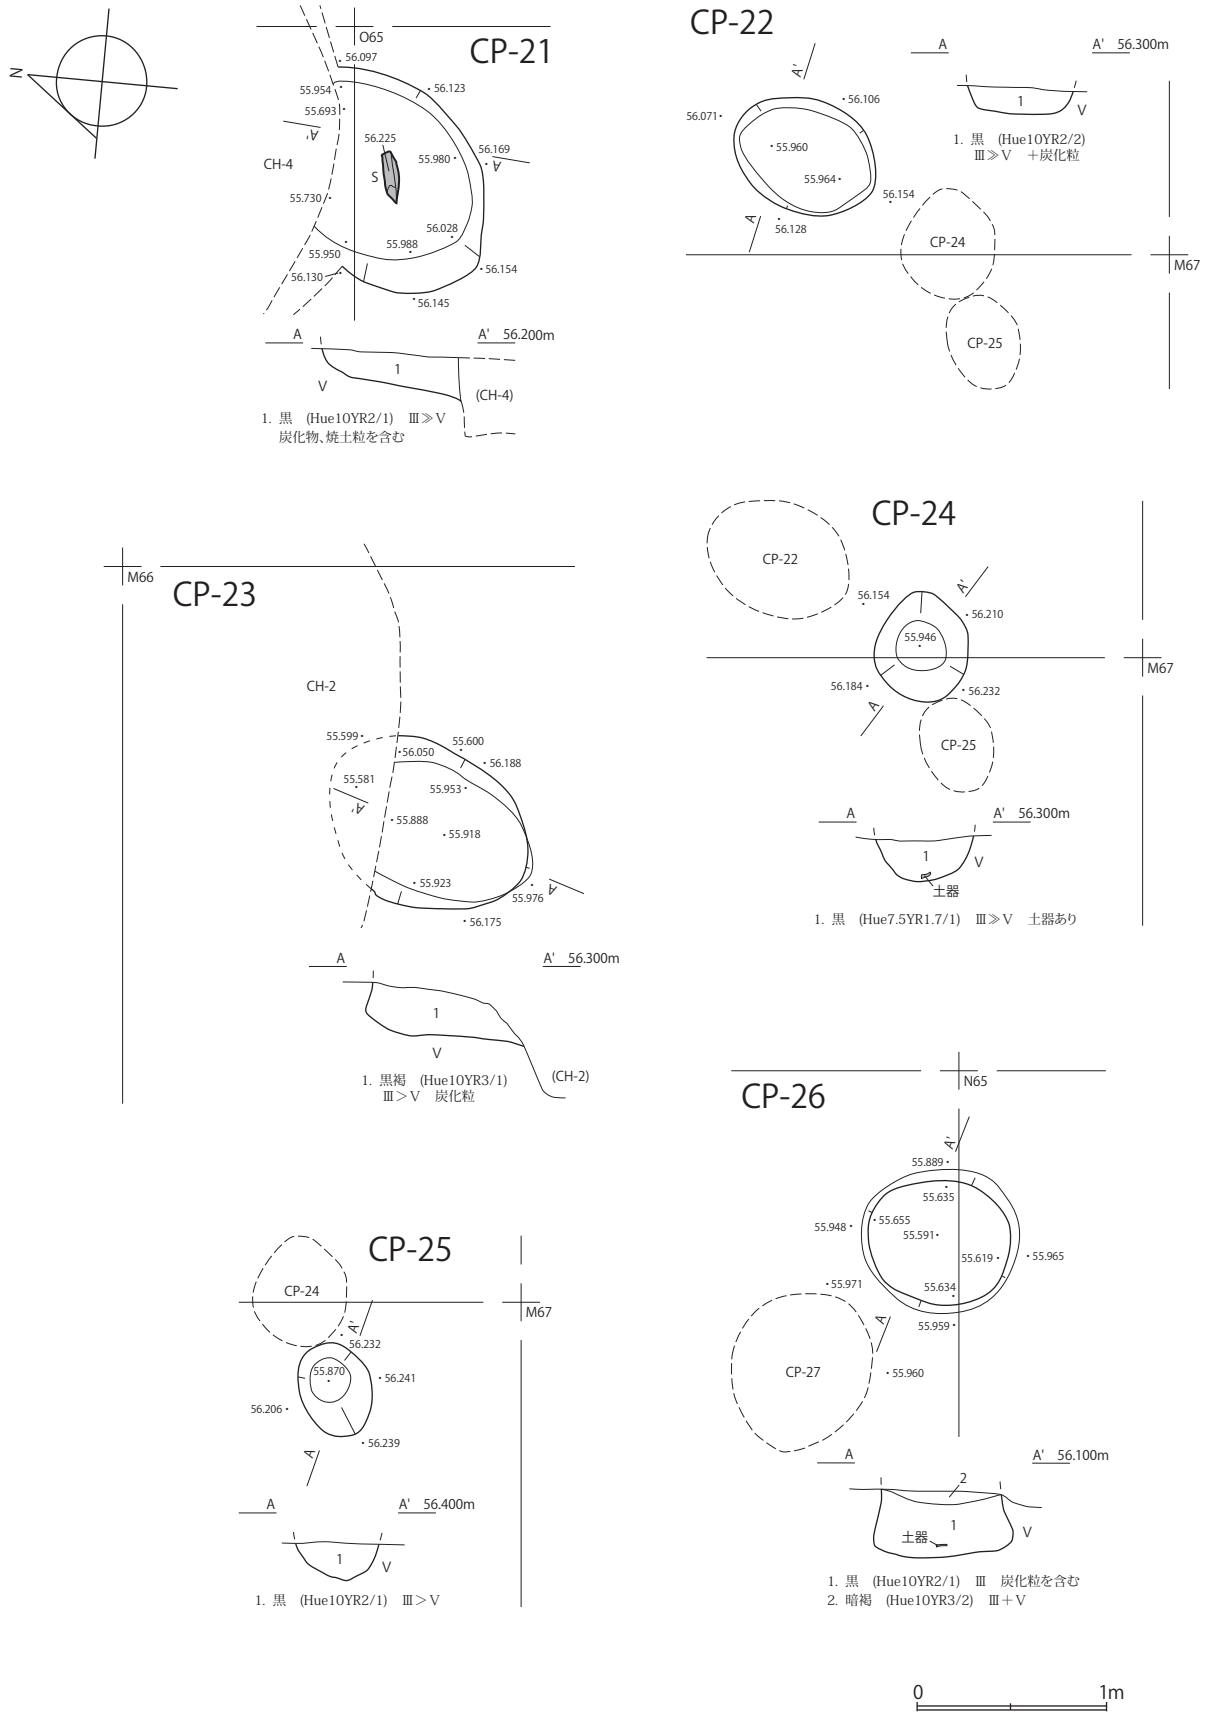 N
CP-21
O65
56.097
56.123
55.954
55.693
A'
56.225
56.169
A
CH-4
S
55.980
55.730
56.028
55.950
55.988
56.130
56.154
56.145
A
A' 56.200m
1
V
(CH-4)
1. 黒 (Hue10YR2/1) Ⅲ≫Ⅴ
炭化物、焼土粒を含む
CP-22
A'
56.071
56.106
55.960
55.964
56.154
A
56.128
CP-24
M67
CP-25
A
A' 56.300m
1
V
1. 黒 (Hue10YR2/2)
Ⅲ≫Ⅴ +炭化粒
CP-23
M66
CH-2
55.599
56.050
55.600
56.188
55.581
A'
55.953
55.888
55.918
55.923
55.976
A
56.175
A
A' 56.300m
1
V
(CH-2)
1. 黒褐 (Hue10YR3/1)
Ⅲ>Ⅴ 炭化粒
CP-24
CP-22
A'
56.154
56.210
55.946
M67
56.184
56.232
A
CP-25
A
A' 56.300m
1
V
土器
1. 黒 (Hue7.5YR1.7/1) Ⅲ≫Ⅴ 土器あり
CP-25
CP-24
M67
A'
56.232
55.870
56.241
56.206
56.239
A
A
A' 56.400m
1
V
1. 黒 (Hue10YR2/1) Ⅲ>Ⅴ
CP-26
N65
A'
55.889
55.635
55.948
55.655
55.591
55.619
55.965
55.971
55.634
A
55.959
CP-27
55.960
A
A' 56.100m
2
1
V
土器
1. 黒 (Hue10YR2/1) Ⅲ 炭化粒を含む
2. 暗褐 (Hue10YR3/2) Ⅲ+Ⅴ
0
1m